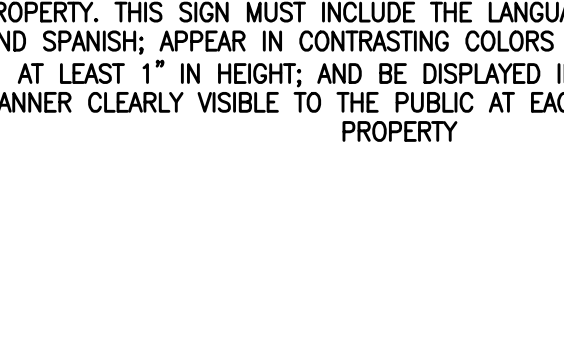 ROPERTY. THIS SIGN MUST INCLUDE THE LANGUA
ND SPANISH; APPEAR IN CONTRASTING COLORS
AT LEAST 1” IN HEIGHT; AND BE DISPLAYED I
ANNER CLEARLY VISIBLE TO THE PUBLIC AT EAC
PROPERTY